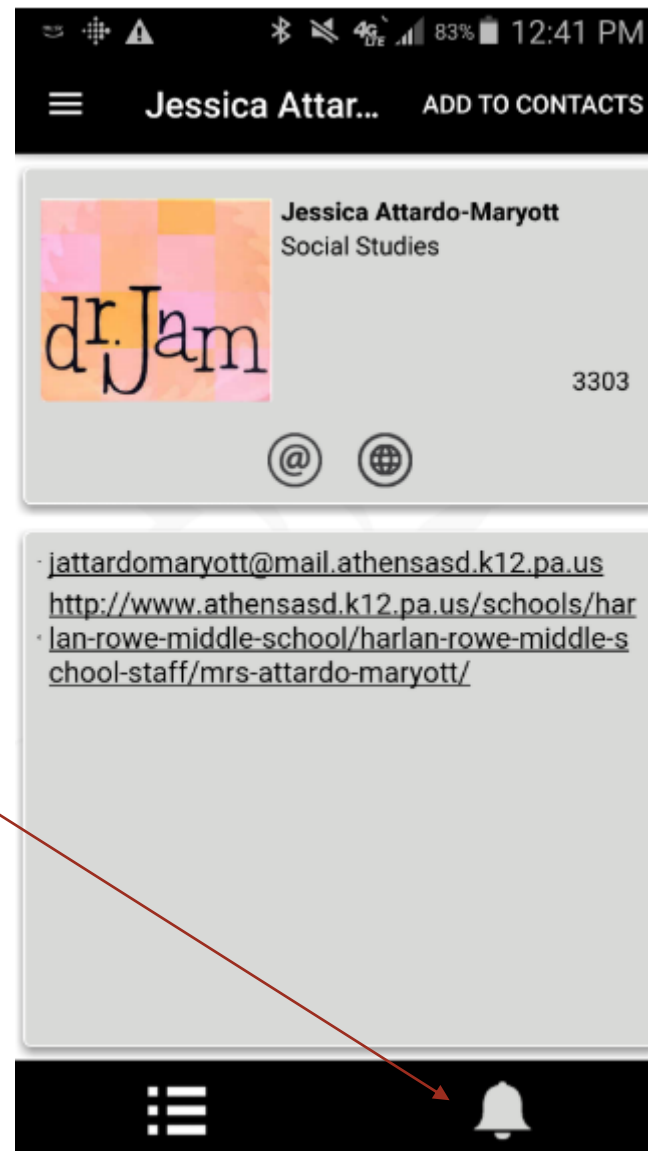 4G LTE 83% 12:41 PM
Jessica Attar... ADD TO CONTACTS
dr. Jam
Jessica Attardo-Maryott
Social Studies
3303
@
jattardomaryott@mail.athensasd.k12.pa.us
http://www.athensasd.k12.pa.us/schools/har
lan-rowe-middle-school/harlan-rowe-middle-s
chool-staff/mrs-attardo-maryott/